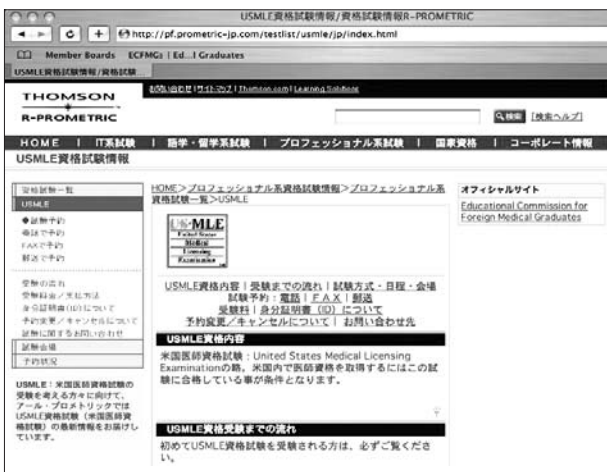 USMLE資格試験情報/資格試験情報R-PROMETRIC
http://pf.prometric-jp.com/testlist/usmle/jp/index.html
Member Boards ECFMGs | Ed...l Graduates
USMLE資格試験情報/資格試験...
THOMSON
R-PROMETRIC
お問い合わせ | サイトマップ | Thomson.com | Learning Solutions
検索 [検索ヘルプ]
HOME | IT系試験 | 語学・留学系試験 | プロフェッショナル系試験 | 国家資格 | コーポレート情報
USMLE資格試験情報
資格試験一覧
USMLE
◆試験予約
電話で予約
FAXで予約
郵送で予約
受験の流れ
受験料金/支払方法
身分証明書(ID)について
予約変更/キャンセルについて
試験に関するお問い合わせ
試験会場
予約状況
USMLE:米国医師資格試験の
受験を考える方々に向けて、
アール・プロメトリックでは
USMLE資格試験(米国医師資
格試験)の最新情報をお届けし
ています。
HOME>プロフェッショナル系資格試験情報>プロフェッショナル系
資格試験一覧>USMLE
US-MLE
United States
Medical
Licensing
Examination
USMLE資格内容 | 受験までの流れ | 試験方式・日程・会場
試験予約:電話 | FAX | 郵送
受験料 | 身分証明書(ID)について
予約変更/キャンセルについて | お問い合わせ先
USMLE資格内容
米国医師資格試験:United States Medical Licensing
Examinationの略。米国内で医師資格を取得するにはこの試
験に合格している事が条件となります。
USMLE資格受験までの流れ
初めてUSMLE資格試験を受験される方は、必ずご覧くださ
い。
オフィシャルサイト
Educational Commission for
Foreign Medical Graduates